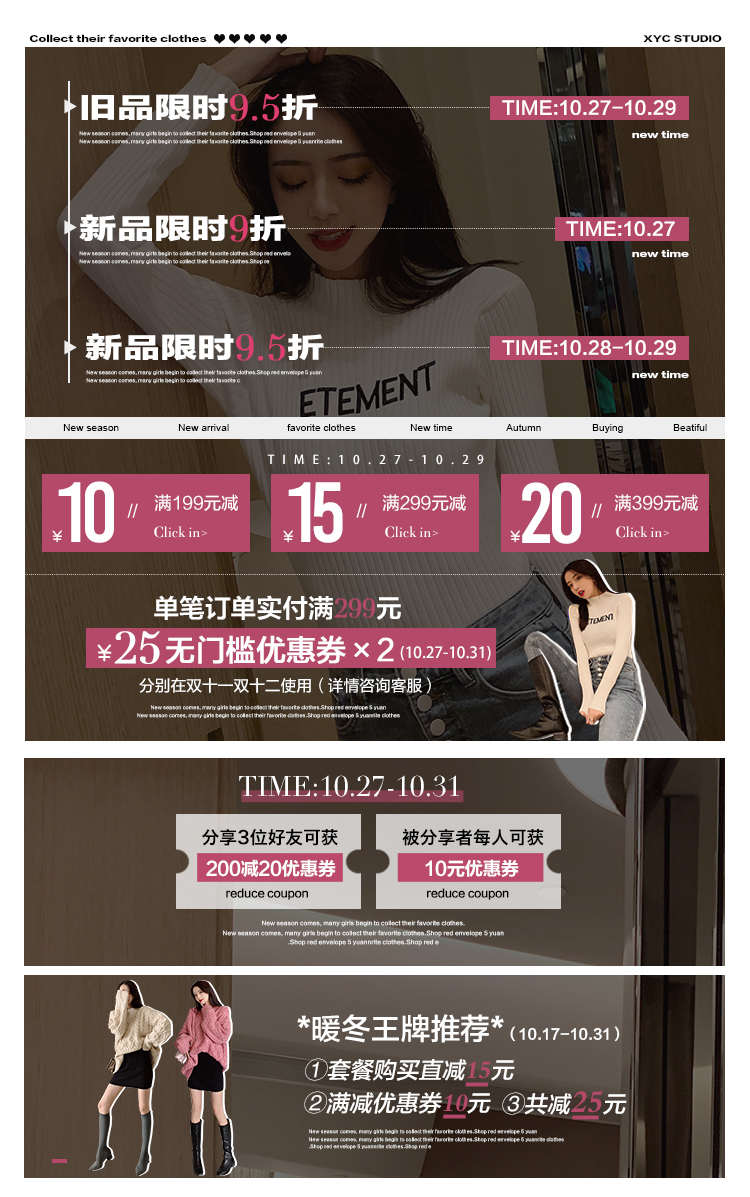 Collect their favorite clothes ♥♥♥♥♥ XYC STUDIO
旧品限时9.5折 TIME:10.27-10.29
New season comes, many girls begin to collect their favorite clothes.Shop red envelope 5 yuan
New season comes, many girls begin to collect their favorite clothes.Shop red envelope 5 yuanrite clothes
new time
新品限时9折 TIME:10.27
New season comes, many girls begin to collect their favorite clothes.Shop red envelo
New season comes, many girls begin to collect their favorite clothes.Shop re
new time
新品限时9.5折 TIME:10.28-10.29
New season comes, many girls begin to collect their favorite clothes.Shop red envelope 5 yuan
New season comes, many girls begin to collect their favorite c
new time
ETEMENT
New season New arrival favorite clothes New time Autumn Buying Beatiful
TIME:10.27-10.29
¥10 // 满199元减
Click in>
¥15 // 满299元减
Click in>
¥20 // 满399元减
Click in>
单笔订单实付满299元
¥25无门槛优惠券×2(10.27-10.31)
分别在双十一双十二使用(详情咨询客服)
New season comes, many girls begin to collect their favorite clothes.Shop red envelope 5 yuan
New season comes, many girls begin to collect their favorite clothes.Shop red envelope 5 yuanrite clothes
ETEMENT
TIME:10.27-10.31
分享3位好友可获
200减20优惠券
reduce coupon
被分享者每人可获
10元优惠券
reduce coupon
New season comes, many girls begin to collect their favorite clothes.
New season comes, many girls begin to collect their favorite clothes.Shop red envelope 5 yuan
.Shop red envelope 5 yuannrite clothes.Shop red e
*暖冬王牌推荐*(10.17-10.31)
①套餐购买直减15元
②满减优惠券10元 ③共减25元
New season comes, many girls begin to collect their favorite clothes.Shop red envelope 5 yuan
New season comes, many girls begin to collect their favorite clothes.Shop red envelope 5 yuanrite clothes
.Shop red envelope 5 yuannrite clothes.Shop red e